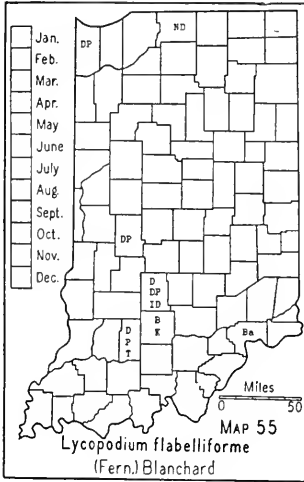 Jan.
Feb.
Mar.
Apr.
May
June
July
Aug.
Sept.
Oct.
Nov.
Dec.
DP
ND
DP
D
DP
ID
B
K
D
P
T
Ba
Miles
0 50
MAP 55
Lycopodium flabelliforme
(Fern.) Blanchard